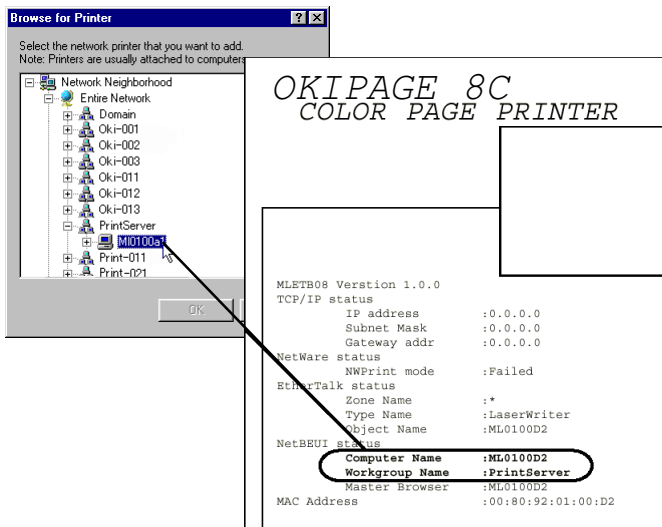 Browse for Printer
Select the network printer that you want to add.
Note: Printers are usually attached to computers
Network Neighborhood
Entire Network
Domain
Oki-001
Oki-002
Oki-003
Oki-011
Oki-012
Oki-013
PrintServer
Ml0100a1
Print-011
Print-021
OK
OKIPAGE 8C
COLOR PAGE PRINTER
MLETB08 Verstion 1.0.0
TCP/IP status
IP address :0.0.0.0
Subnet Mask :0.0.0.0
Gateway addr :0.0.0.0
NetWare status
NWPrint mode :Failed
EtherTalk status
Zone Name :*
Type Name :LaserWriter
Object Name :ML0100D2
NetBEUI status
Computer Name :ML0100D2
Workgroup Name :PrintServer
Master Browser :ML0100D2
MAC Address :00:80:92:01:00:D2